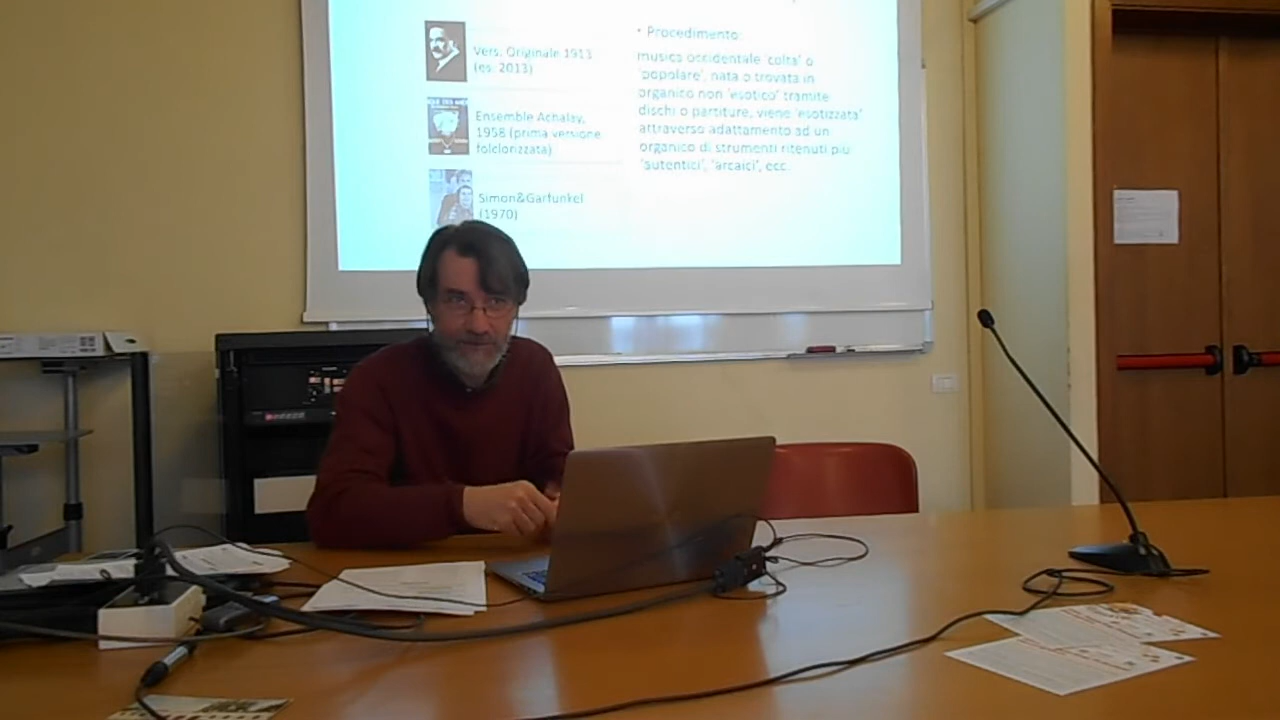 Vers. Originale 1913
(es. 2013)
Ensemble Achalay,
1958 (prima versione
folclorizzata)
Simon&Garfunkel
(1970)
• Procedimento:
musica occidentale 'colta' o
'popolare', nata o trovata in
organico non 'esotico' tramite
dischi o partiture, viene 'esotizzata'
attraverso adattamento ad un
organico di strumenti ritenuti più
'autentici', 'arcaici', ecc.